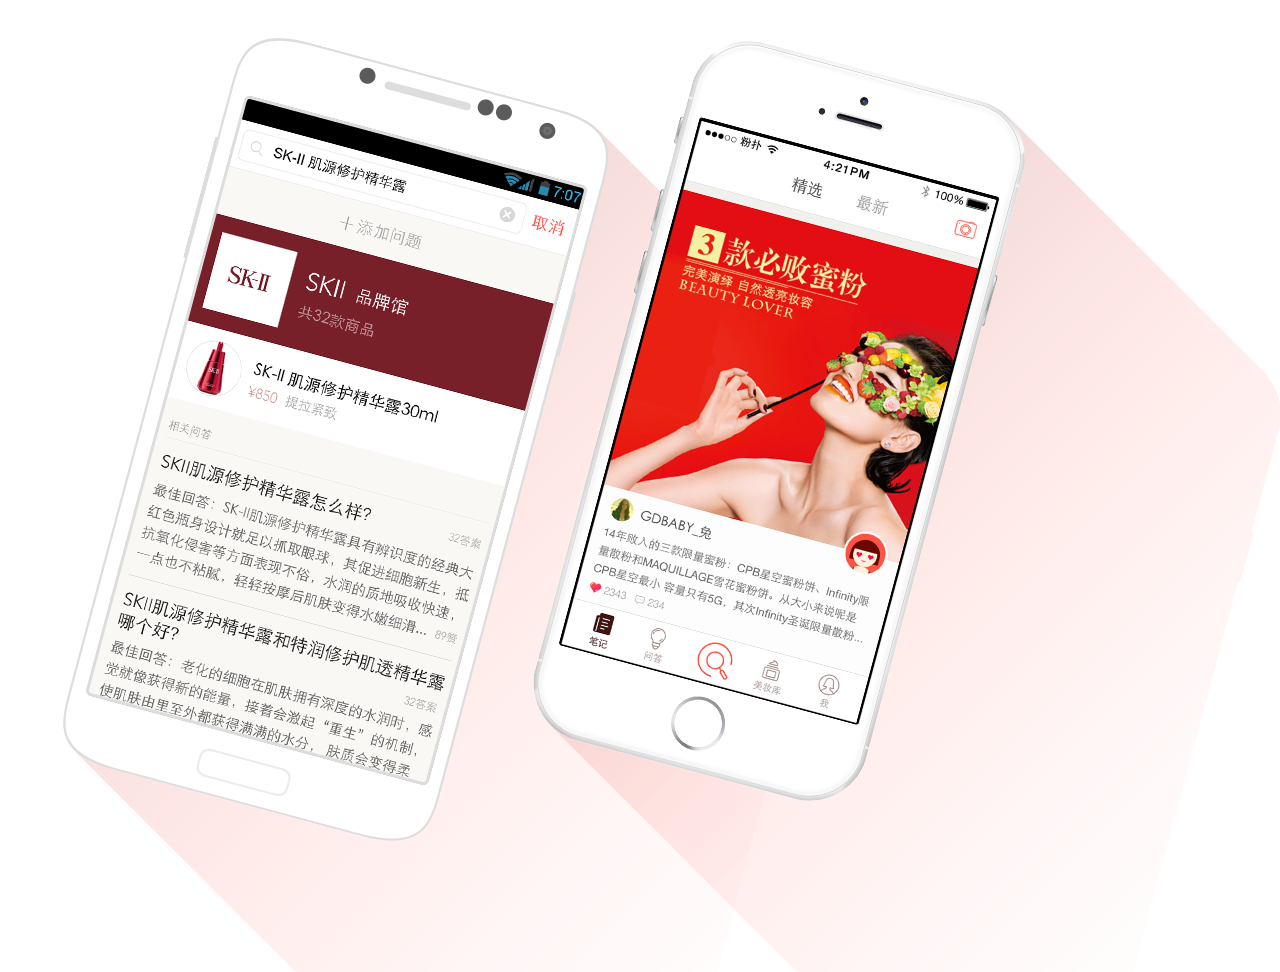 7:07
SK-II 肌源修护精华露
取消
十添加问题
SK-II
SKII 品牌馆
共32款商品
SK-II
SK-II 肌源修护精华露30ml
¥850 提拉紧致
相关问答
SKII肌源修护精华露怎么样？
32答案
最佳回答：SK-II肌源修护精华露具有辩识度的经典大
红色瓶身设计就足以抓取眼球，其促进细胞新生，抵
抗氧化侵害等方面表现不俗，水润的质地吸收快速，
一点也不粘腻，轻轻按摩后肌肤变得水嫩细滑...
89赞
SKII肌源修护精华露和特润修护肌透精华露
哪个好？
32答案
最佳回答：老化的细胞在肌肤拥有深度的水润时，感
觉就像获得新的能量，接着会激起“重生”的机制，
使肌肤由里至外都获得满满的水分， 肤质会变得柔
粉扑
4:21PM
100%
精选
最新
3款必败蜜粉
完美演绎 自然透亮妆容
BEAUTY LOVER
GDBABY_兔
14年败入的三款限量蜜粉：CPB星空蜜粉饼、Infinity限
量散粉和MAQUILLAGE雪花蜜粉饼。从大小来说呢是
CPB星空最小 容量只有5G，其次Infinity圣诞限量散粉...
2343
234
笔记
问答
美妆库
我